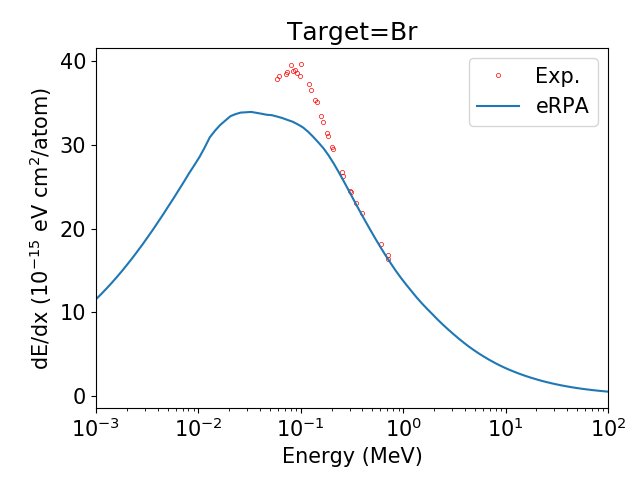 Target=Br
Exp.
eRPA
dE/dx (10⁻¹⁵ eV cm²/atom)
40
30
20
10
0
10⁻³ 10⁻² 10⁻¹ 10⁰ 10¹ 10²
Energy (MeV)